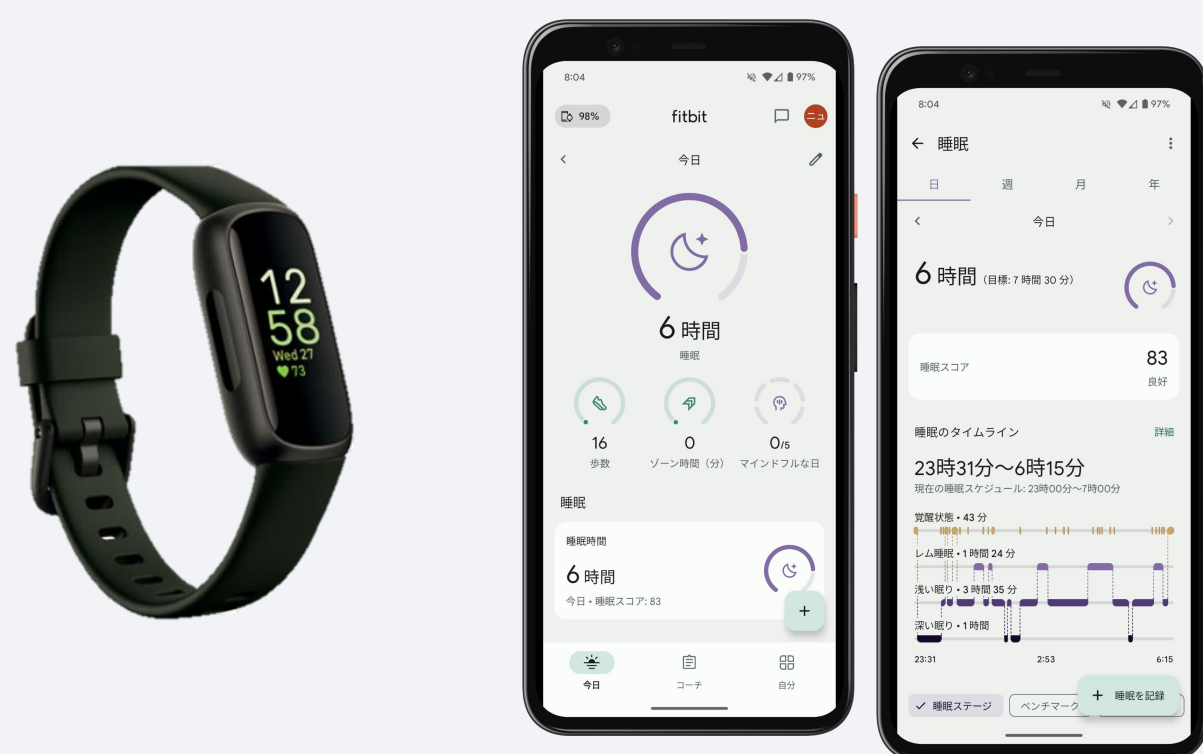 12
58
Wed 27
73
8:04
97%
98%
fitbit
ニュ
今日
6 時間
睡眠
16
0
0/5
歩数
ゾーン時間（分）
マインドフルな日
睡眠
睡眠時間
6 時間
今日・睡眠スコア: 83
+
今日
コーチ
自分
8:04
97%
睡眠
日
週
月
年
今日
6 時間（目標: 7 時間 30 分）
睡眠スコア
83
良好
睡眠のタイムライン
詳細
23時31分～6時15分
現在の睡眠スケジュール: 23時00分～7時00分
覚醒状態・43 分
レム睡眠・1 時間 24 分
浅い眠り・3 時間 35 分
深い眠り・1 時間
23:31
2:53
6:15
睡眠ステージ
ベンチマーク
+ 睡眠を記録